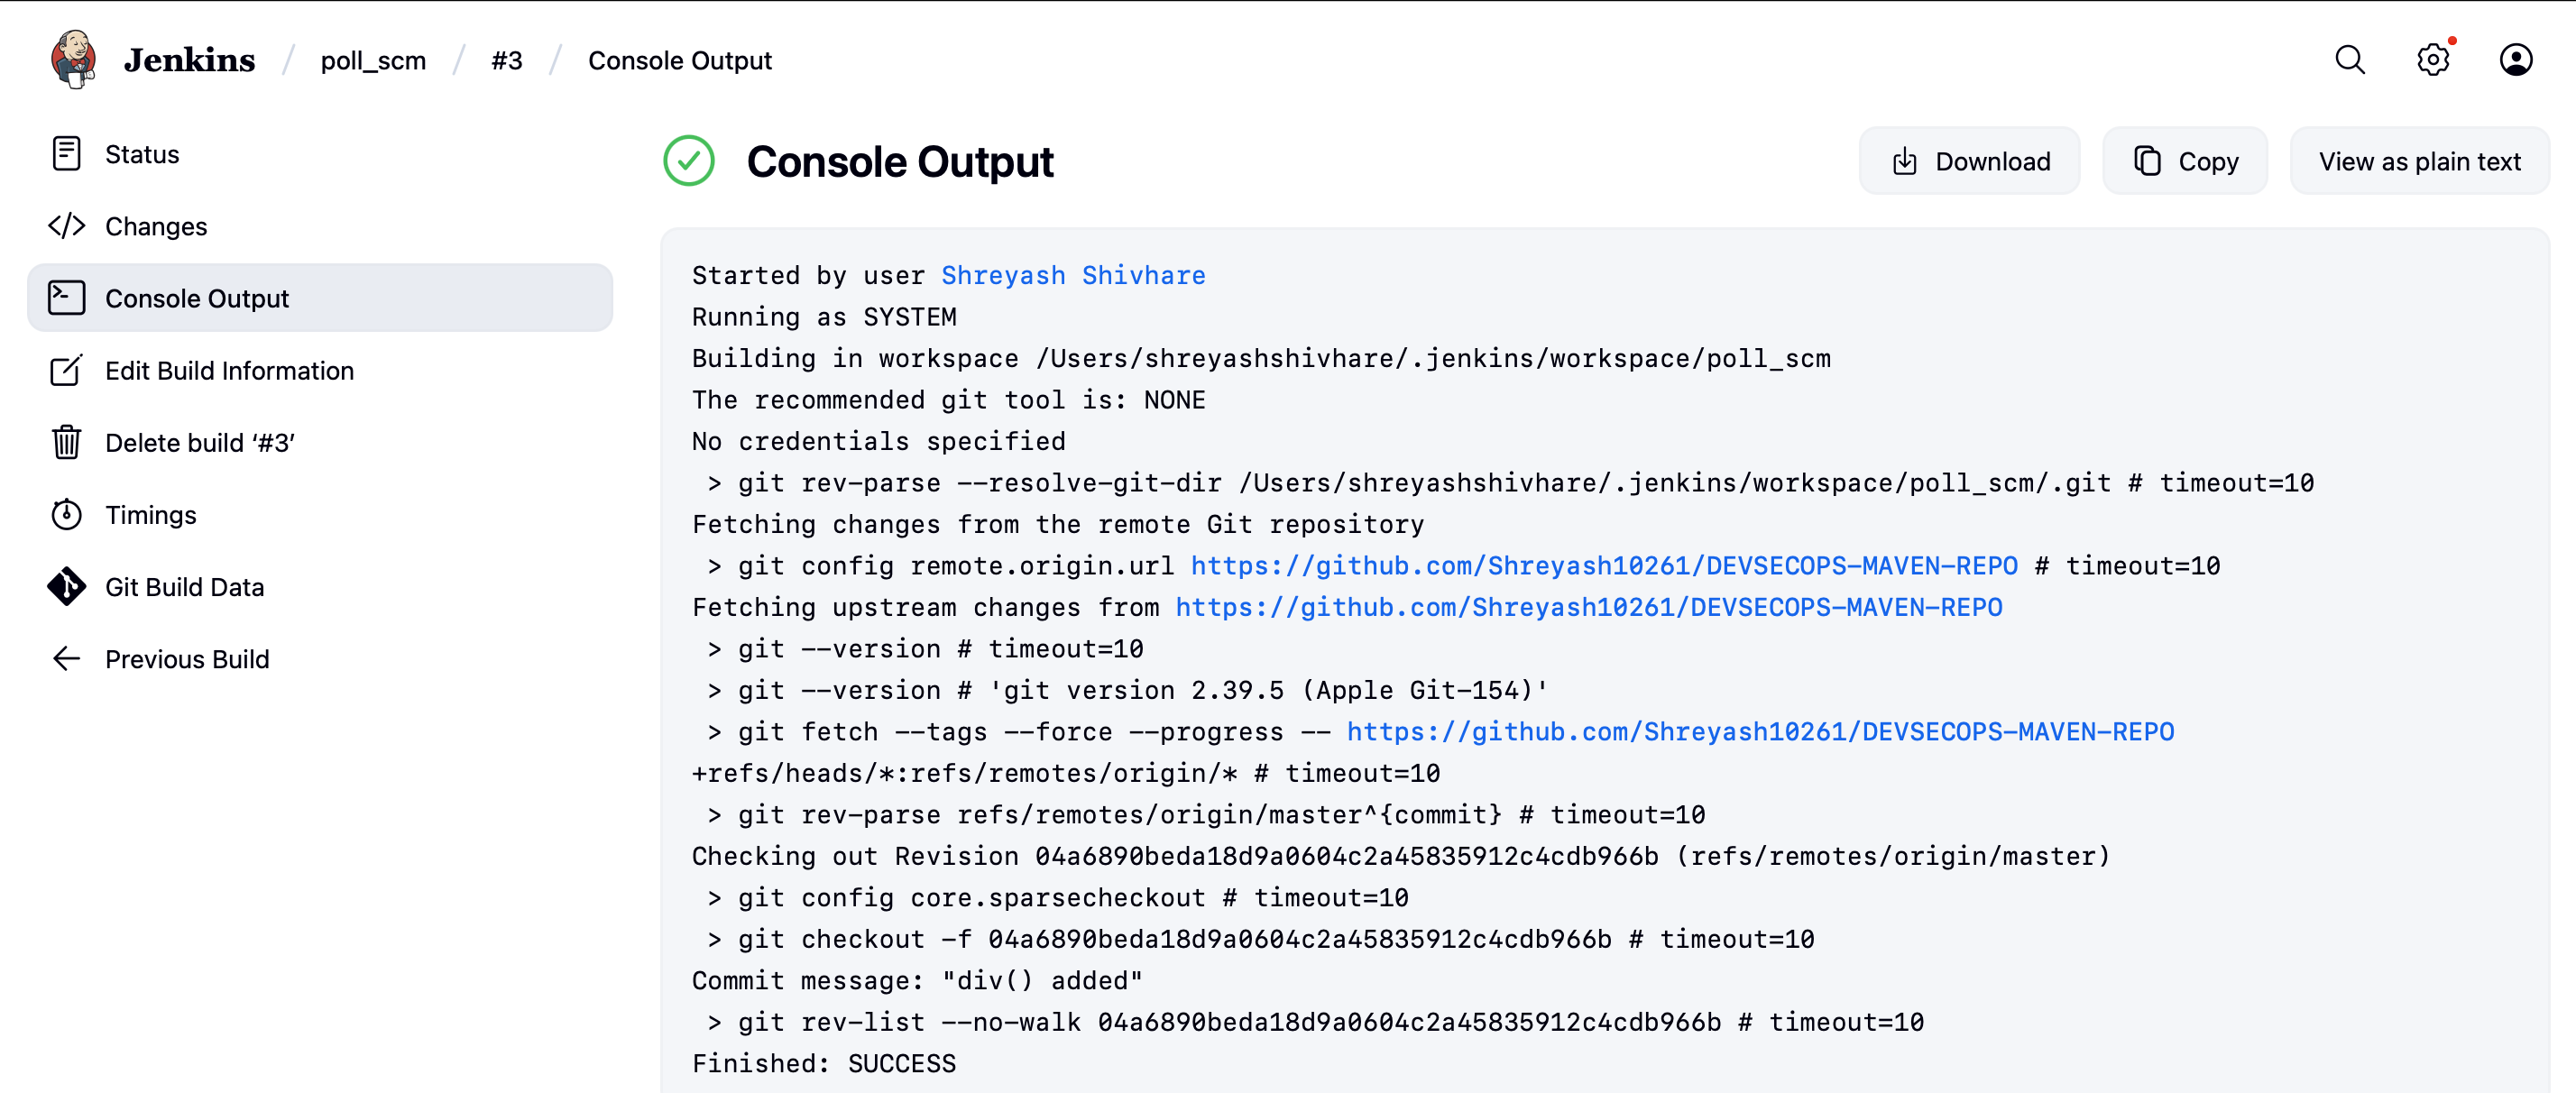 Jenkins / poll_scm / #3 / Console Output
Status
Changes
Console Output
Edit Build Information
Delete build ‘#3’
Timings
Git Build Data
Previous Build
Console Output
Download
Copy
View as plain text
Started by user Shreyash Shivhare
Running as SYSTEM
Building in workspace /Users/shreyashshivhare/.jenkins/workspace/poll_scm
The recommended git tool is: NONE
No credentials specified
 > git rev-parse --resolve-git-dir /Users/shreyashshivhare/.jenkins/workspace/poll_scm/.git # timeout=10
Fetching changes from the remote Git repository
 > git config remote.origin.url https://github.com/Shreyash10261/DEVSECOPS-MAVEN-REPO # timeout=10
Fetching upstream changes from https://github.com/Shreyash10261/DEVSECOPS-MAVEN-REPO
 > git --version # timeout=10
 > git --version # 'git version 2.39.5 (Apple Git-154)'
 > git fetch --tags --force --progress -- https://github.com/Shreyash10261/DEVSECOPS-MAVEN-REPO
+refs/heads/*:refs/remotes/origin/* # timeout=10
 > git rev-parse refs/remotes/origin/master^{commit} # timeout=10
Checking out Revision 04a6890beda18d9a0604c2a45835912c4cdb966b (refs/remotes/origin/master)
 > git config core.sparsecheckout # timeout=10
 > git checkout -f 04a6890beda18d9a0604c2a45835912c4cdb966b # timeout=10
Commit message: "div() added"
 > git rev-list --no-walk 04a6890beda18d9a0604c2a45835912c4cdb966b # timeout=10
Finished: SUCCESS